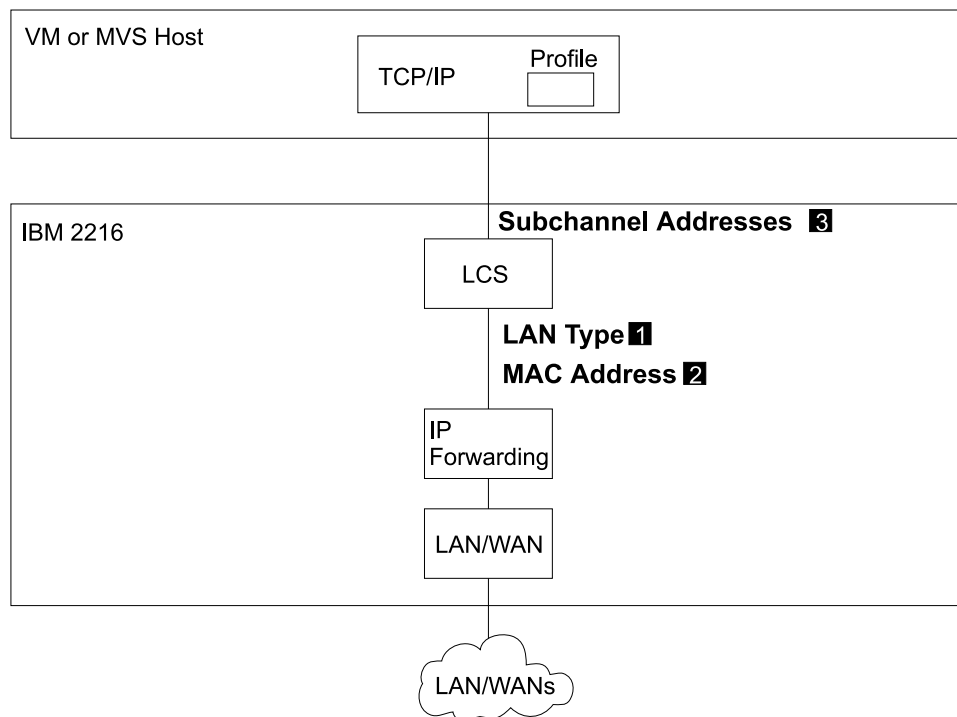 VM or MVS Host
Profile
TCP/IP
IBM 2216
Subchannel Addresses 3
LCS
LAN Type 1
MAC Address 2
IP
Forwarding
LAN/WAN
LAN/WANs